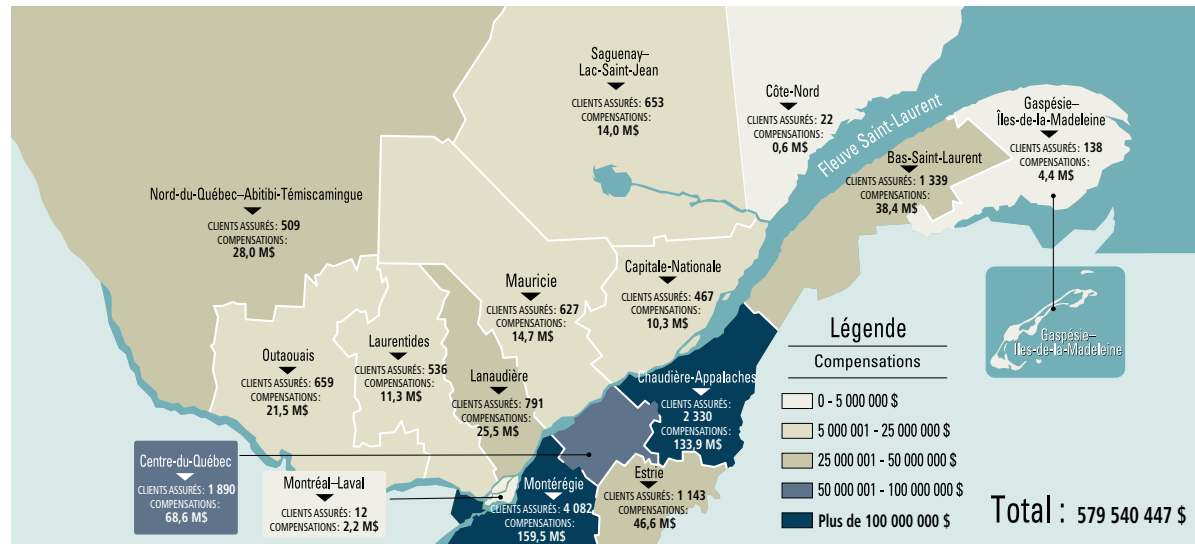 Saguenay–
Lac-Saint-Jean
CLIENTS ASSURÉS: 653
COMPENSATIONS:
14,0 M$
Côte-Nord
CLIENTS ASSURÉS: 22
COMPENSATIONS:
0,6 M$
Fleuve Saint-Laurent
Gaspésie–
Îles-de-la-Madeleine
CLIENTS ASSURÉS: 138
COMPENSATIONS:
4,4 M$
Bas-Saint-Laurent
CLIENTS ASSURÉS: 1 339
COMPENSATIONS:
38,4 M$
Nord-du-Québec–Abitibi-Témiscamingue
CLIENTS ASSURÉS: 509
COMPENSATIONS:
28,0 M$
Mauricie
CLIENTS ASSURÉS: 627
COMPENSATIONS:
14,7 M$
Capitale-Nationale
CLIENTS ASSURÉS: 467
COMPENSATIONS:
10,3 M$
Outaouais
CLIENTS ASSURÉS: 659
COMPENSATIONS:
21,5 M$
Laurentides
CLIENTS ASSURÉS: 536
COMPENSATIONS:
11,3 M$
Lanaudière
CLIENTS ASSURÉS: 791
COMPENSATIONS:
25,5 M$
Chaudière-Appalaches
CLIENTS ASSURÉS:
2 330
COMPENSATIONS:
133,9 M$
Gaspésie–
Îles-de-la-Madeleine
Centre-du-Québec
CLIENTS ASSURÉS: 1 890
COMPENSATIONS:
68,6 M$
Montréal–Laval
CLIENTS ASSURÉS: 12
COMPENSATIONS: 2,2 M$
Montérégie
CLIENTS ASSURÉS: 4 082
COMPENSATIONS:
159,5 M$
Estrie
CLIENTS ASSURÉS: 1 143
COMPENSATIONS:
46,6 M$
Légende
Compensations
0 - 5 000 000 $
5 000 001 - 25 000 000 $
25 000 001 - 50 000 000 $
50 000 001 - 100 000 000 $
Plus de 100 000 000 $
Total : 579 540 447 $